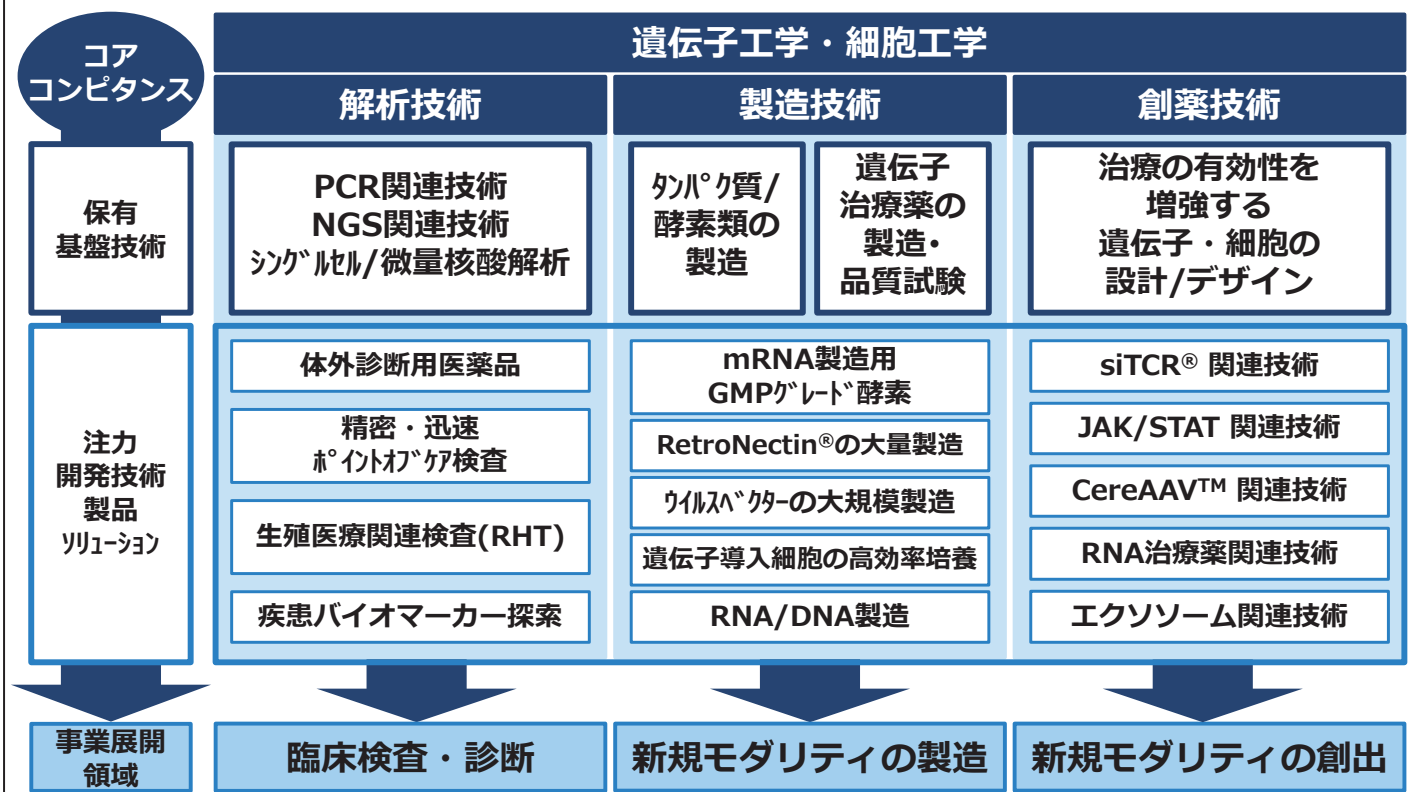 コア
コンピタンス
遺伝子工学・細胞工学
解析技術
製造技術
創薬技術
保有
基盤技術
PCR関連技術
NGS関連技術
ｼﾝｸﾞﾙｾﾙ/微量核酸解析
ﾀﾝﾊﾟｸ質/
酵素類の
製造
遺伝子
治療薬の
製造・
品質試験
治療の有効性を
増強する
遺伝子・細胞の
設計/デザイン
注力
開発技術
製品
ｿﾘｭｰｼｮﾝ
体外診断用医薬品
精密・迅速
ﾎﾟｲﾝﾄｵﾌﾞｹｱ検査
生殖医療関連検査(RHT)
疾患バイオマーカー探索
mRNA製造用
GMPｸﾞﾚｰﾄﾞ酵素
RetroNectin®の大量製造
ｳｲﾙｽﾍﾞｸﾀｰの大規模製造
遺伝子導入細胞の高効率培養
RNA/DNA製造
siTCR® 関連技術
JAK/STAT 関連技術
CereAAV™ 関連技術
RNA治療薬関連技術
エクソソーム関連技術
事業展開
領域
臨床検査・診断
新規モダリティの製造
新規モダリティの創出